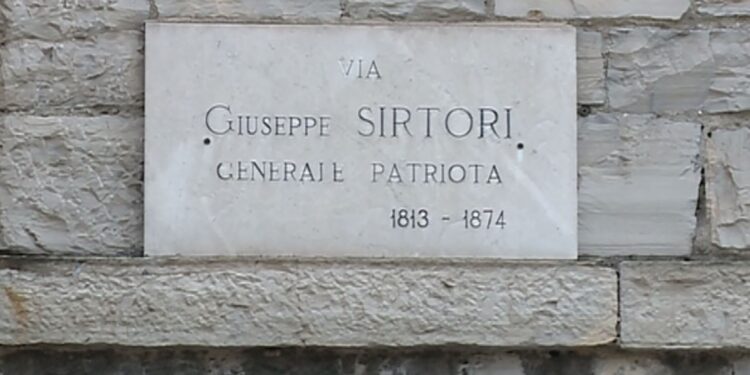 VIA
GIUSEPPE SIRTORI
GENERALE PATRIOTA
1813 - 1874